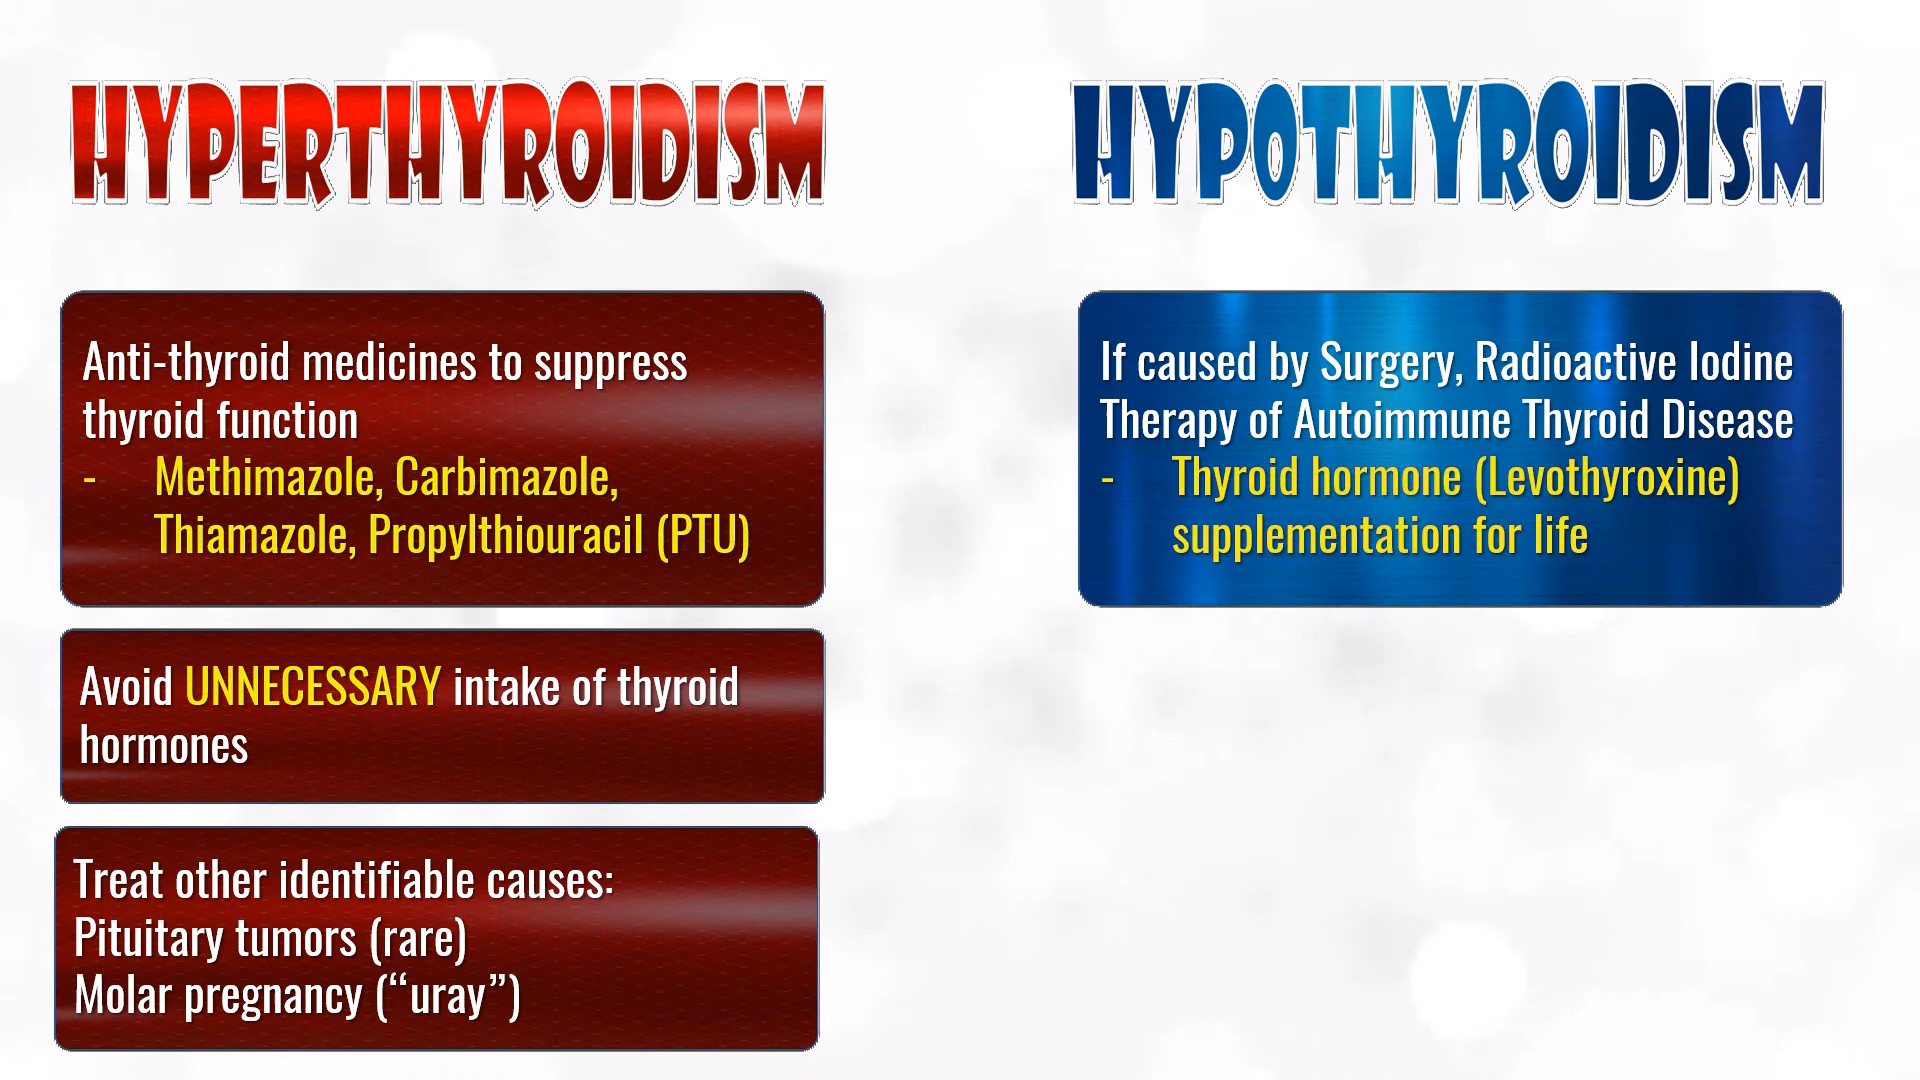 HYPERTHYROIDISM
Anti-thyroid medicines to suppress
thyroid function
- Methimazole, Carbimazole,
Thiamazole, Propylthiouracil (PTU)
Avoid UNNECESSARY intake of thyroid
hormones
Treat other identifiable causes:
Pituitary tumors (rare)
Molar pregnancy (“uray”)
HYPOTHYROIDISM
If caused by Surgery, Radioactive Iodine
Therapy of Autoimmune Thyroid Disease
- Thyroid hormone (Levothyroxine)
supplementation for life